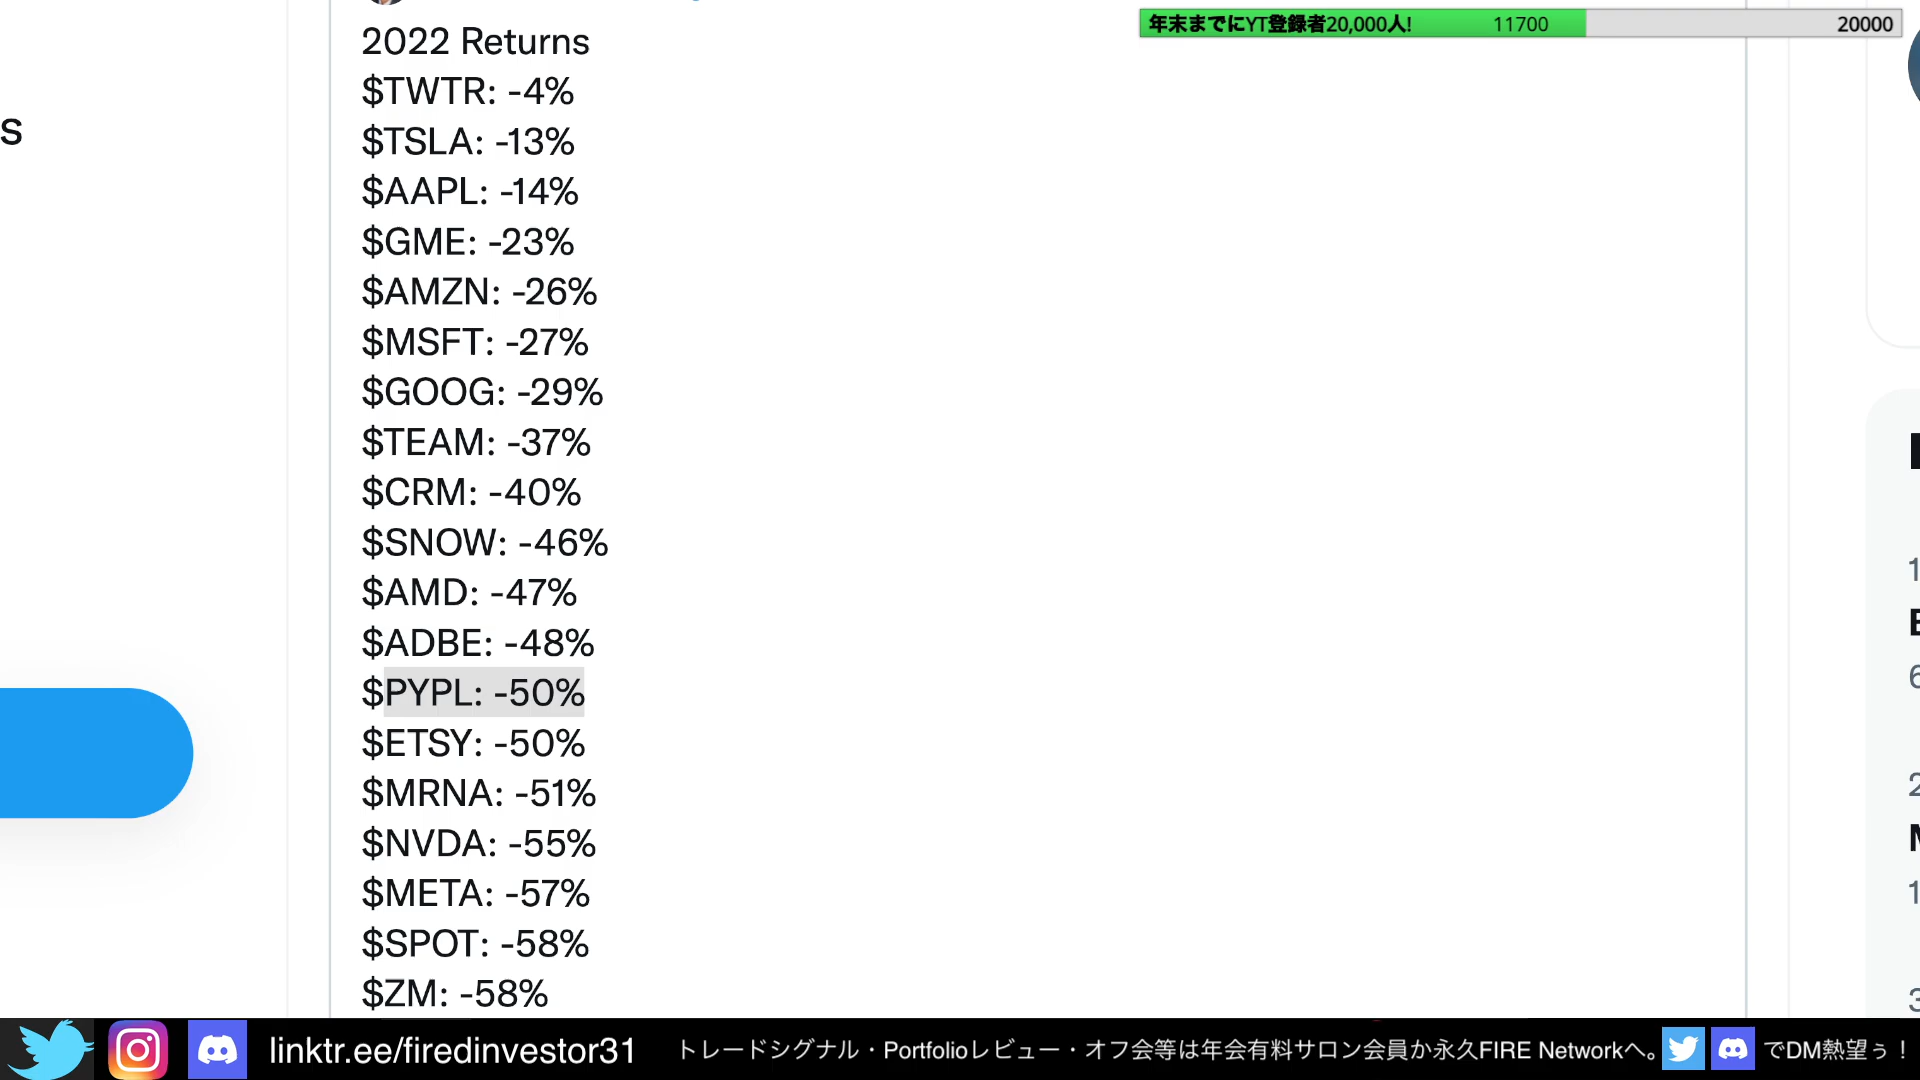 年末までにYT登録者20,000人!
11700
20000
2022 Returns
$TWTR: -4%
s
$TSLA: -13%
$AAPL: -14%
$GME: -23%
$AMZN: -26%
$MSFT: -27%
$GOOG: -29%
$TEAM: -37%
$CRM: -40%
$SNOW: -46%
$AMD: -47%
$ADBE: -48%
$PYPL: -50%
$ETSY: -50%
$MRNA: -51%
$NVDA: -55%
$META: -57%
$SPOT: -58%
$ZM: -58%
linktr.ee/firedinvestor31
トレードシグナル・Portfolioレビュー・オフ会等は年会有料サロン会員か永久FIRE Networkへ。
でDM熱望ぅ！